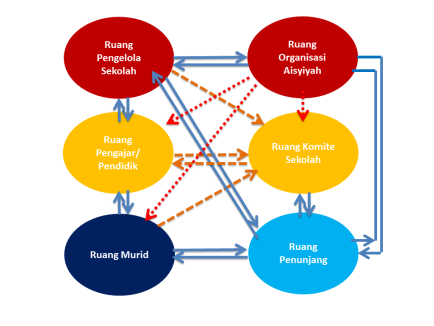 Ruang
Pengelola
Sekolah
Ruang
Organisasi
Aisyiyah
Ruang
Pengajar/
Pendidik
Ruang Komite
Sekolah
Ruang Murid
Ruang
Penunjang